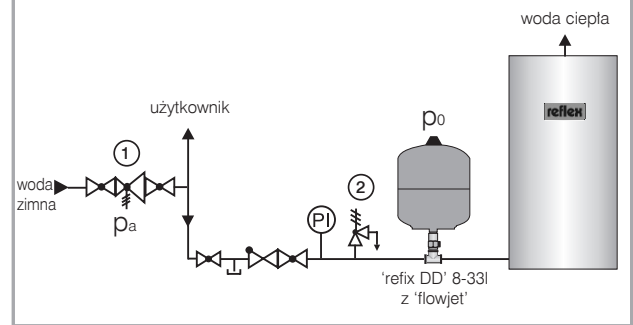 woda ciepła
użytkownik
reflex
p0
1
woda
zimna
2
pa
PI
'refix DD' 8-33l
z 'flowjet'